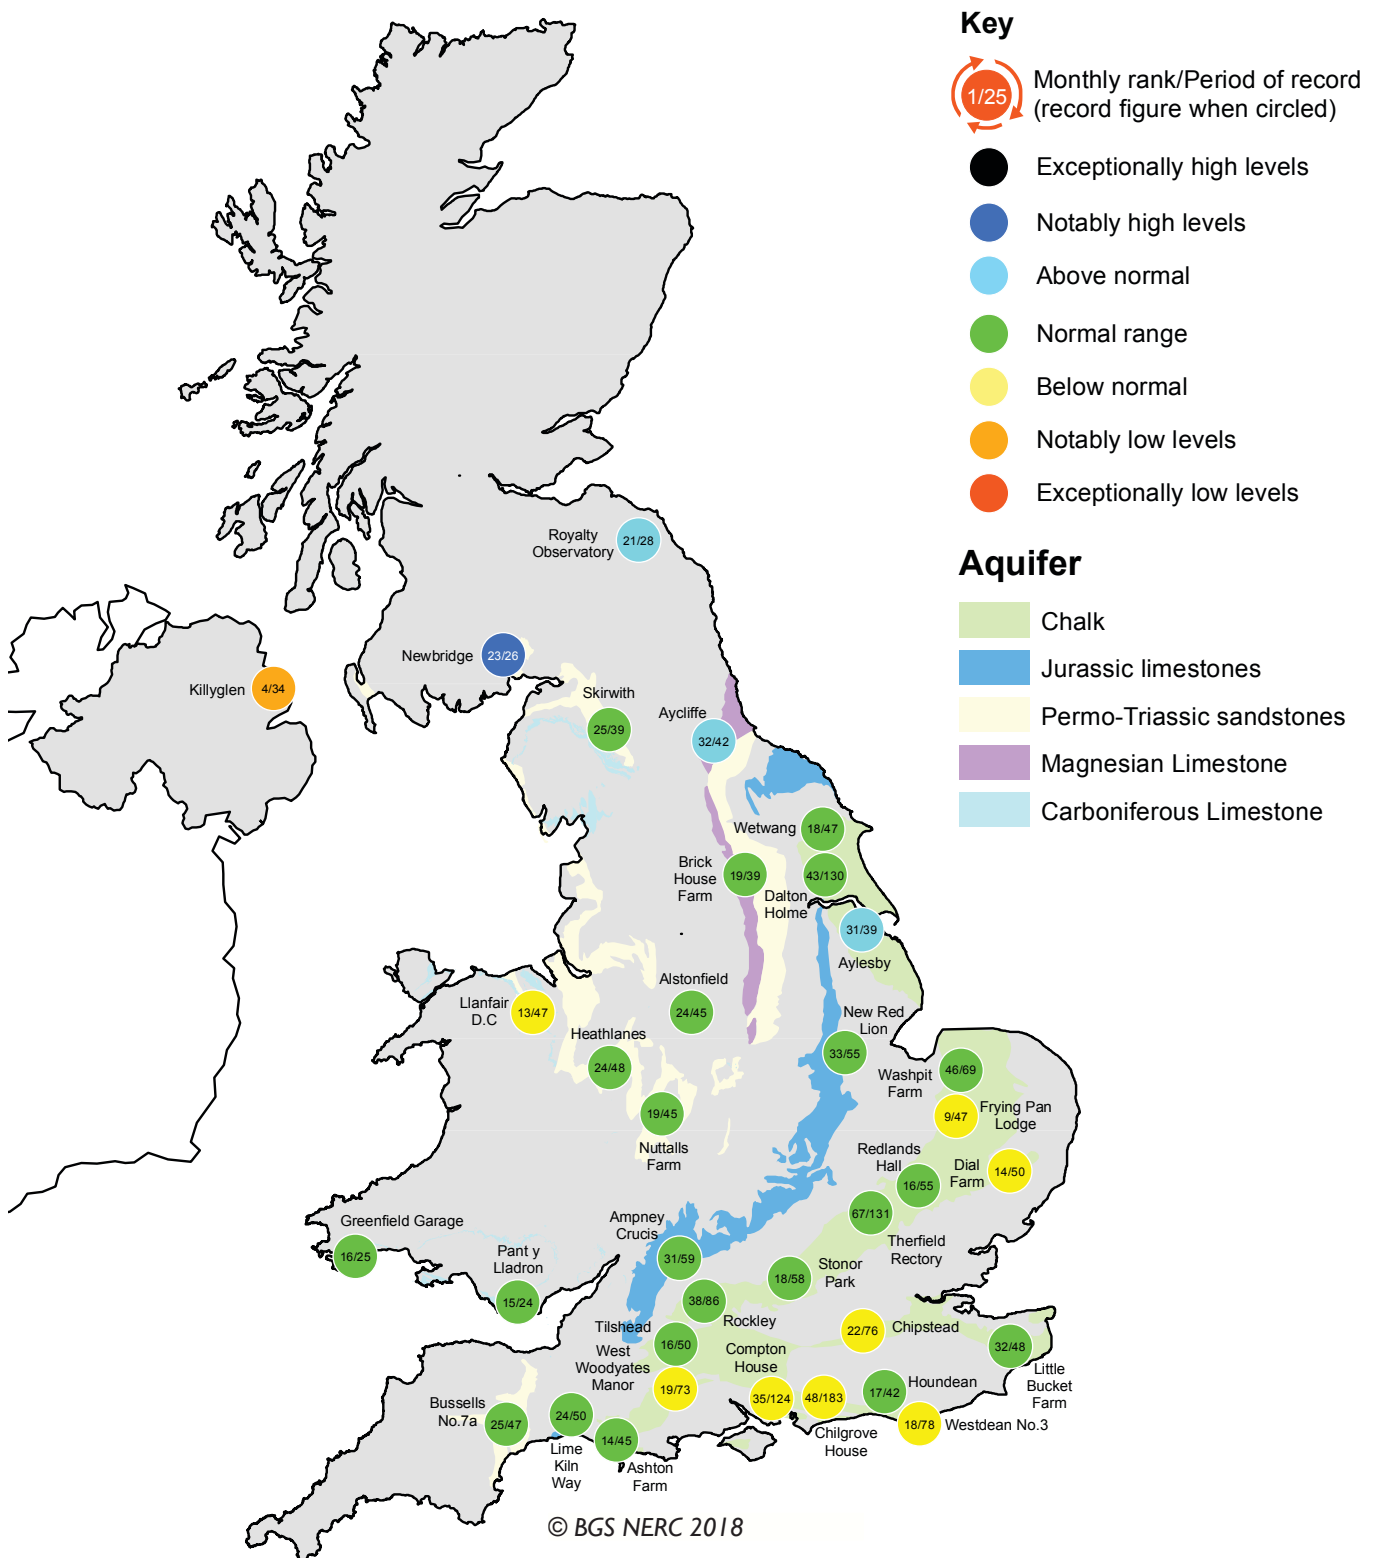 Key
1/25
Monthly rank/Period of record
(record figure when circled)
Exceptionally high levels
Notably high levels
Above normal
Normal range
Below normal
Notably low levels
Exceptionally low levels
Aquifer
Chalk
Jurassic limestones
Permo-Triassic sandstones
Magnesian Limestone
Carboniferous Limestone
Royalty
Observatory
21/28
Newbridge
23/26
Killyglen
4/34
Skirwith
25/39
Aycliffe
32/42
Wetwang
18/47
Brick
House
Farm
19/39
43/130
Dalton
Holme
31/39
Aylesby
Alstonfield
24/45
Llanfair
D.C
13/47
New Red
Lion
33/55
Heathlanes
24/48
Washpit
Farm
46/69
19/45
Nuttalls
Farm
9/47
Frying Pan
Lodge
Redlands
Hall
16/55
Dial
Farm
14/50
67/131
Therfield
Rectory
Greenfield Garage
16/25
Pant y
Lladron
15/24
Ampney
Crucis
31/59
18/58
Stonor
Park
38/86
Rockley
Tilshead
16/50
22/76
Chipstead
32/48
Little
Bucket
Farm
West
Woodyates
Manor
19/73
Compton
House
35/124
48/183
Chilgrove
House
17/42
Houndean
18/78
Westdean No.3
Bussells
No.7a
25/47
24/50
Lime
Kiln
Way
14/45
Ashton
Farm
© BGS NERC 2018